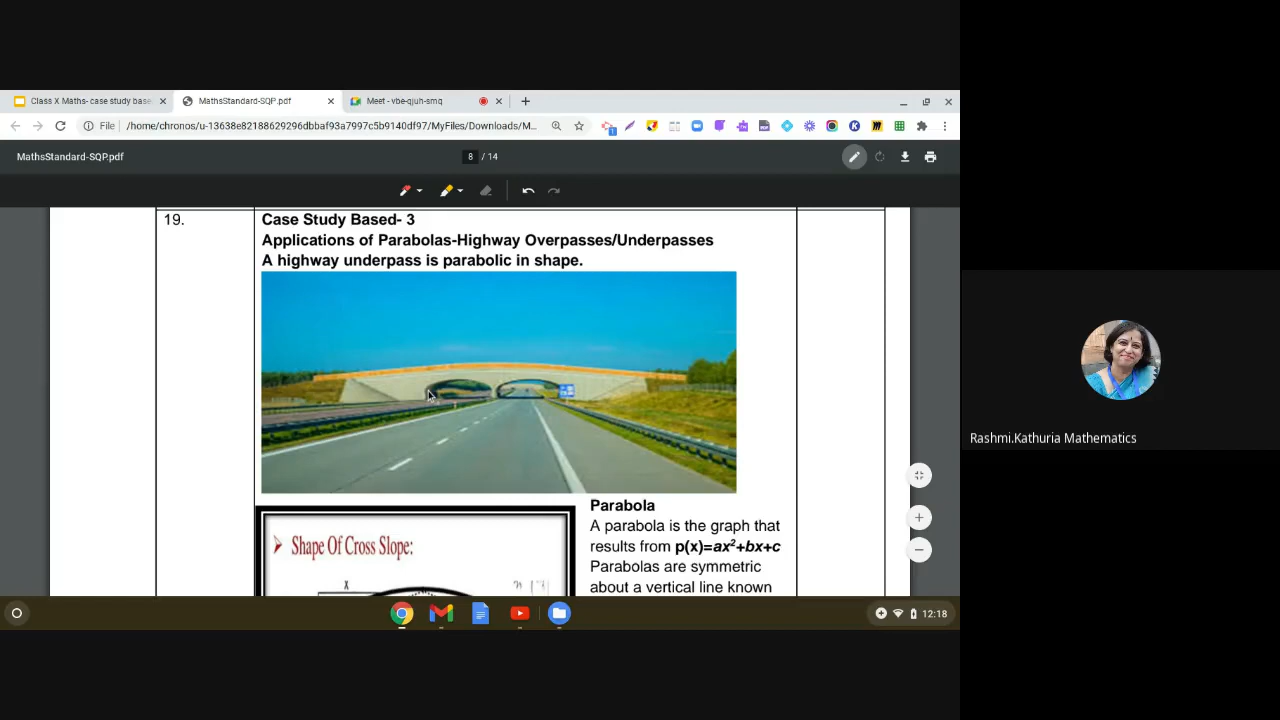 Class X Maths- case study base
MathsStandard-SQP.pdf
Meet - vbe-qjuh-smq
File
/home/chronos/u-13638e82188629296dbbaf93a7997c5b9140df97/MyFiles/Downloads/M...
MathsStandard-SQP.pdf
8 / 14
19.
Case Study Based- 3
Applications of Parabolas-Highway Overpasses/Underpasses
A highway underpass is parabolic in shape.
Parabola
A parabola is the graph that
results from p(x)=ax²+bx+c
Parabolas are symmetric
about a vertical line known
Shape Of Cross Slope:
X
Rashmi.Kathuria Mathematics
12:18